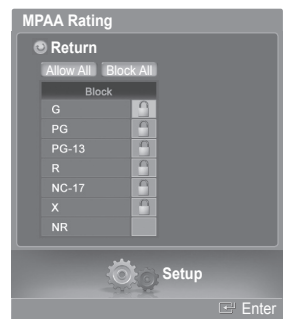 MPAA Rating
Return
Allow All Block All
Block
G
PG
PG-13
R
NC-17
X
NR
Setup
Enter